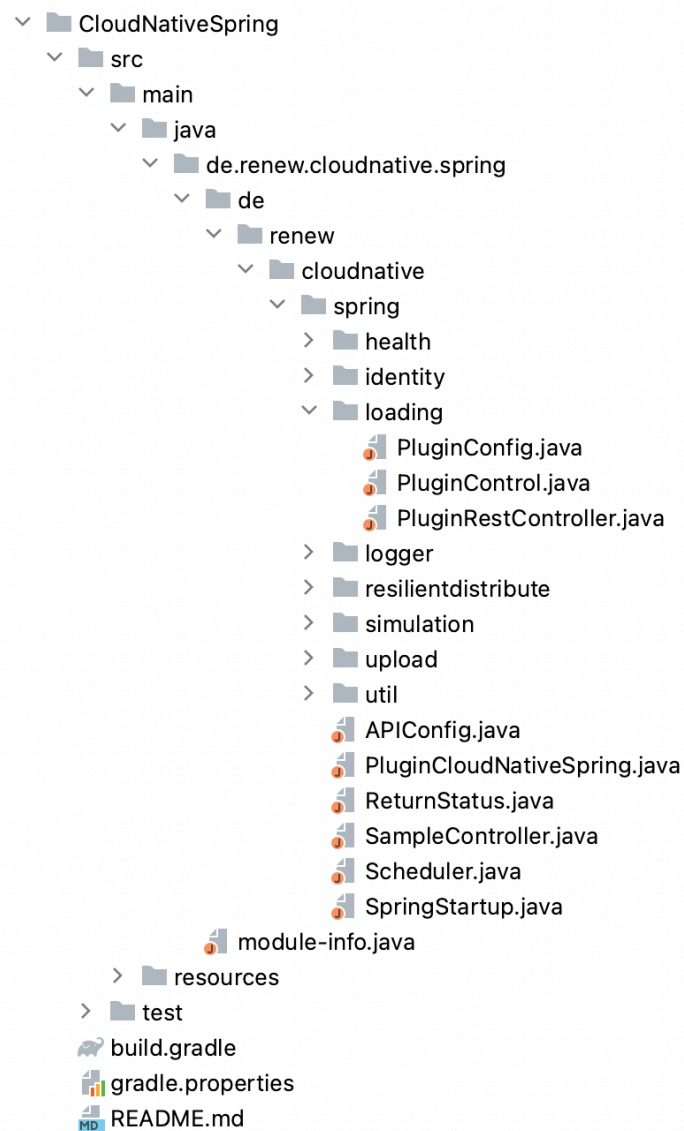 CloudNativeSpring
src
main
java
de.renew.cloudnative.spring
de
renew
cloudnative
spring
health
identity
loading
PluginConfig.java
PluginControl.java
PluginRestController.java
logger
resilientdistribute
simulation
upload
util
APIConfig.java
PluginCloudNativeSpring.java
ReturnStatus.java
SampleController.java
Scheduler.java
SpringStartup.java
module-info.java
resources
test
build.gradle
gradle.properties
MD README.md